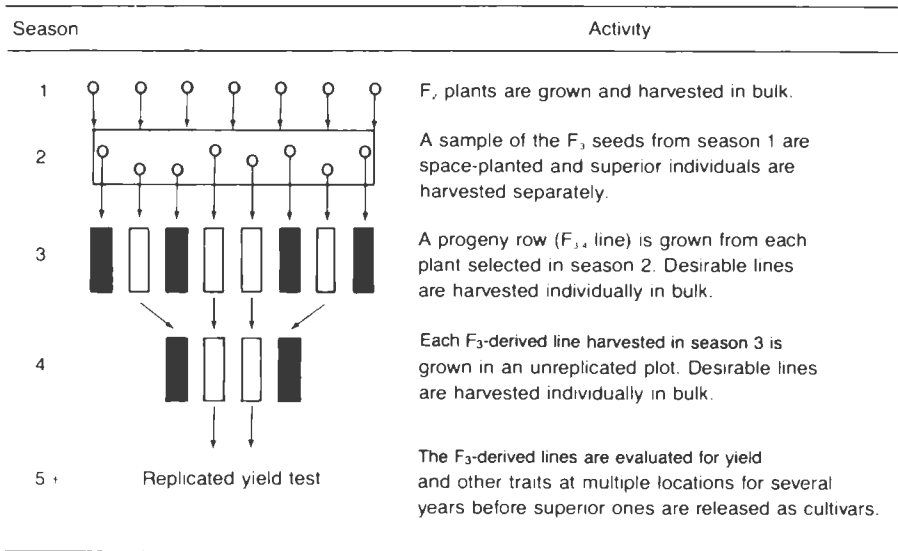 Season Activity
1 F₂ plants are grown and harvested in bulk.
2 A sample of the F₃ seeds from season 1 are
space-planted and superior individuals are
harvested separately.
3 A progeny row (F₃.₄ line) is grown from each
plant selected in season 2. Desirable lines
are harvested individually in bulk.
4 Each F₃-derived line harvested in season 3 is
grown in an unreplicated plot. Desirable lines
are harvested individually in bulk.
5+ Replicated yield test The F₃-derived lines are evaluated for yield
and other traits at multiple locations for several
years before superior ones are released as cultivars.